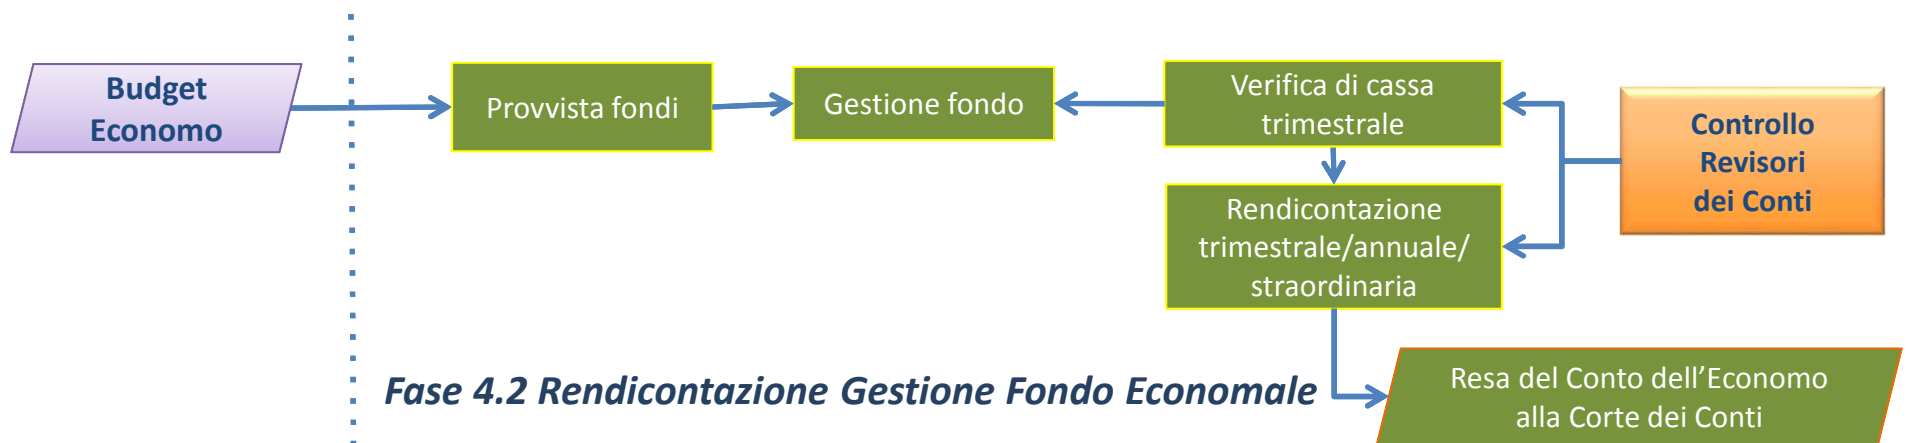 Budget
Economo
Provvista fondi
Gestione fondo
Verifica di cassa
trimestrale
Controllo
Revisori
dei Conti
Rendicontazione
trimestrale/annuale/
straordinaria
Fase 4.2 Rendicontazione Gestione Fondo Economale
Resa del Conto dell’Economo
alla Corte dei Conti